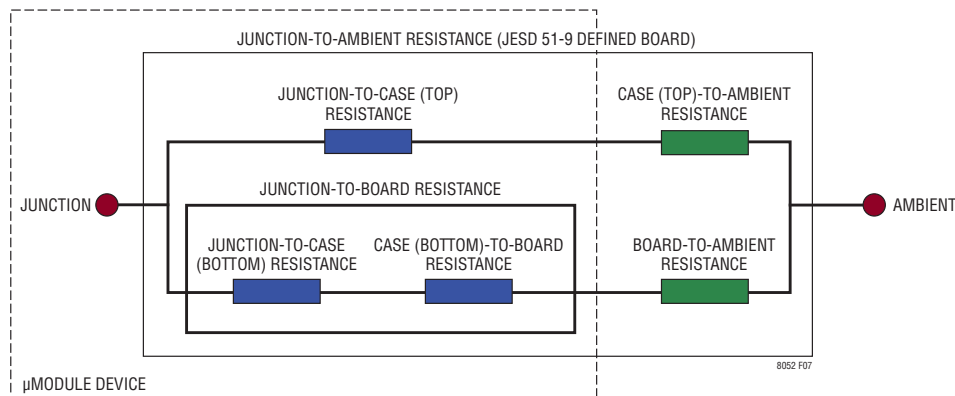 JUNCTION-TO-AMBIENT RESISTANCE (JESD 51-9 DEFINED BOARD)
JUNCTION-TO-CASE (TOP)
RESISTANCE
CASE (TOP)-TO-AMBIENT
RESISTANCE
JUNCTION-TO-BOARD RESISTANCE
JUNCTION
AMBIENT
JUNCTION-TO-CASE
(BOTTOM) RESISTANCE
CASE (BOTTOM)-TO-BOARD
RESISTANCE
BOARD-TO-AMBIENT
RESISTANCE
8052 F07
µMODULE DEVICE